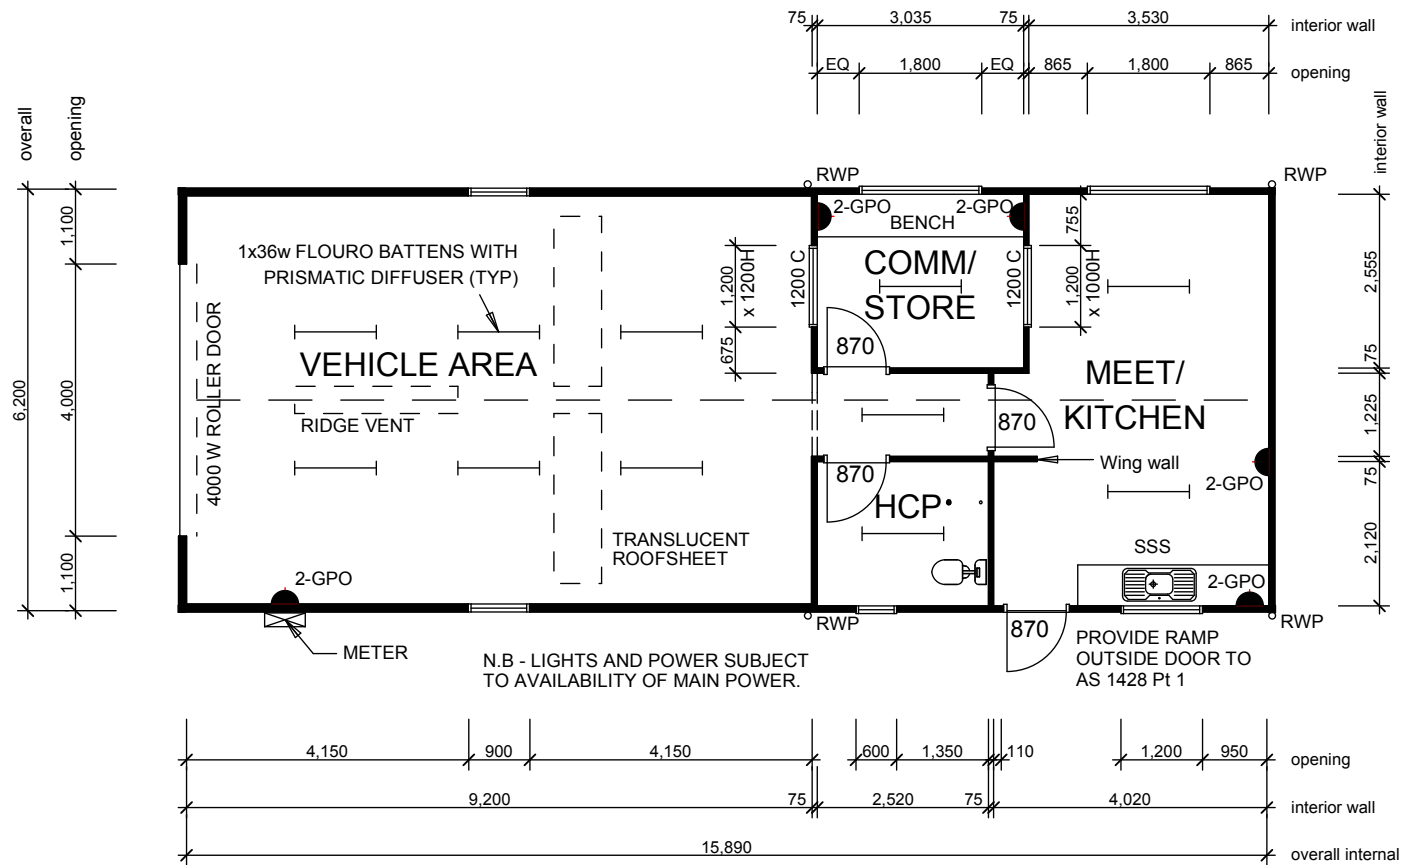 75 3,035 75 3,530 interior wall
EQ 1,800 EQ 865 1,800 865 opening
overall
opening
interior wall
6,200
1,100
4,000
1,100
RWP
RWP
2-GPO
2-GPO
BENCH
755
1x36w FLOURO BATTENS WITH
PRISMATIC DIFFUSER (TYP)
1,200
x 1200H
675
1200 C
COMM/
STORE
1200 C
1,200
x 1000H
2,555
75
1,225
75
2,120
4000 W ROLLER DOOR
VEHICLE AREA
870
MEET/
KITCHEN
RIDGE VENT
870
870
Wing wall
2-GPO
HCP
TRANSLUCENT
ROOFSHEET
SSS
2-GPO
2-GPO
RWP
RWP
METER
870
N.B - LIGHTS AND POWER SUBJECT
TO AVAILABILITY OF MAIN POWER.
PROVIDE RAMP
OUTSIDE DOOR TO
AS 1428 Pt 1
4,150 900 4,150 600 1,350 110 1,200 950 opening
9,200 75 2,520 75 4,020 interior wall
15,890 overall internal